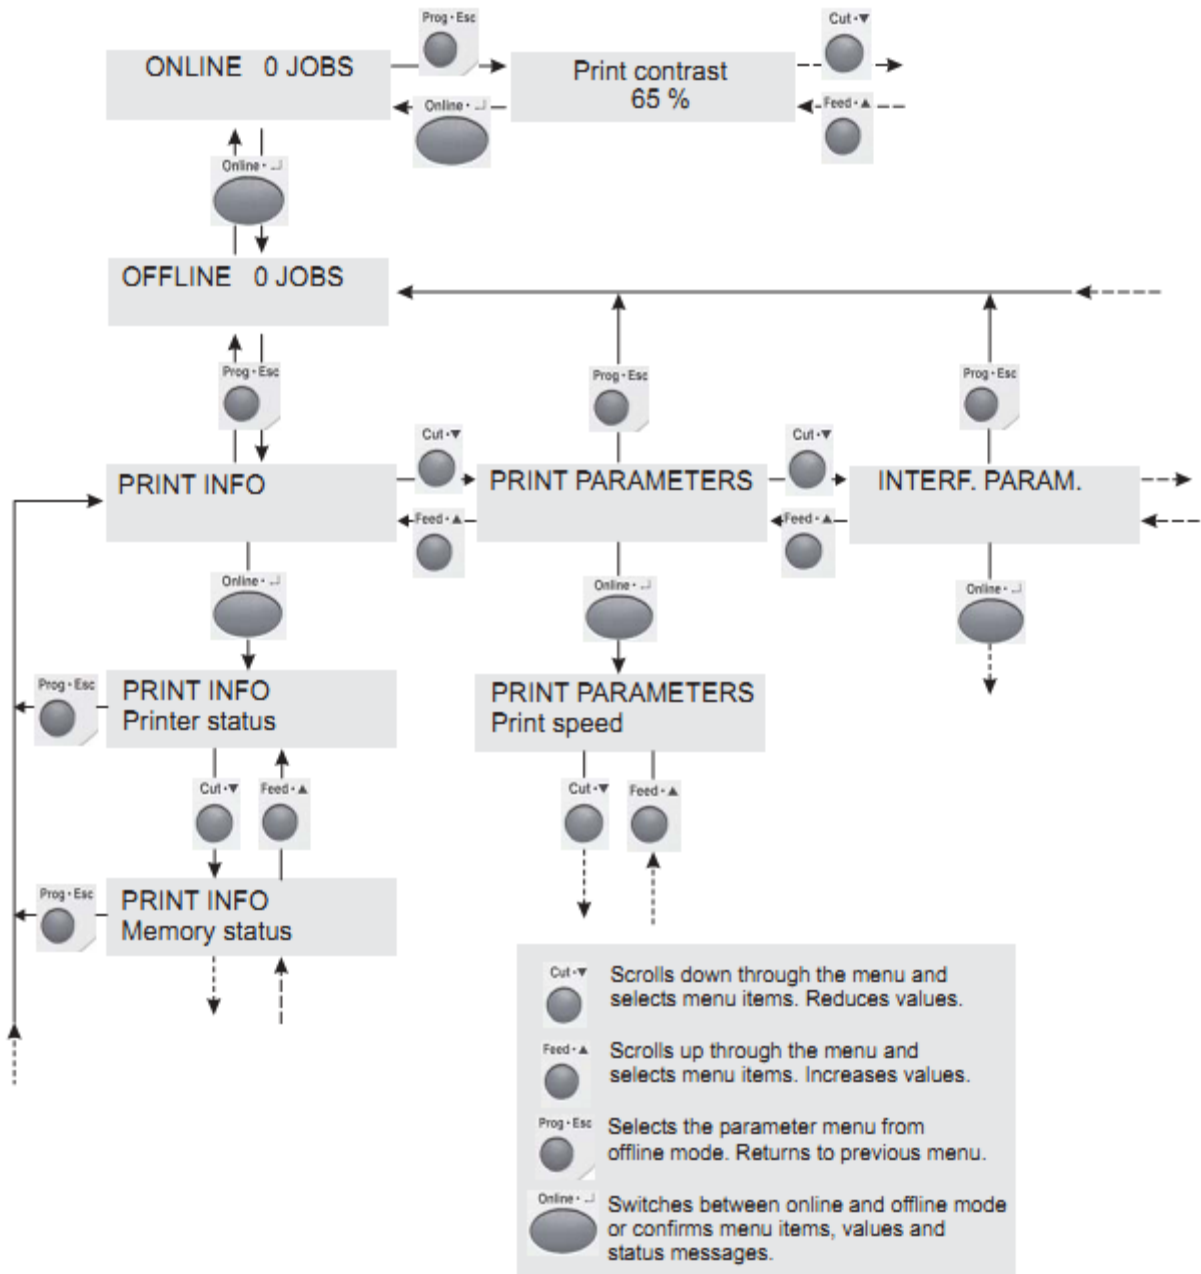 Prog · Esc
Cut · ▼
ONLINE 0 JOBS
Print contrast
65 %
Online · ⏎
Feed · ▲
Online · ⏎
OFFLINE 0 JOBS
Prog · Esc
Prog · Esc
Prog · Esc
Cut · ▼
Cut · ▼
PRINT INFO
PRINT PARAMETERS
INTERF. PARAM.
Feed · ▲
Feed · ▲
Online · ⏎
Online · ⏎
Online · ⏎
Prog · Esc
PRINT INFO
Printer status
PRINT PARAMETERS
Print speed
Cut · ▼
Feed · ▲
Cut · ▼
Feed · ▲
Prog · Esc
PRINT INFO
Memory status
Cut · ▼
Scrolls down through the menu and
selects menu items. Reduces values.
Feed · ▲
Scrolls up through the menu and
selects menu items. Increases values.
Prog · Esc
Selects the parameter menu from
offline mode. Returns to previous menu.
Online · ⏎
Switches between online and offline mode
or confirms menu items, values and
status messages.